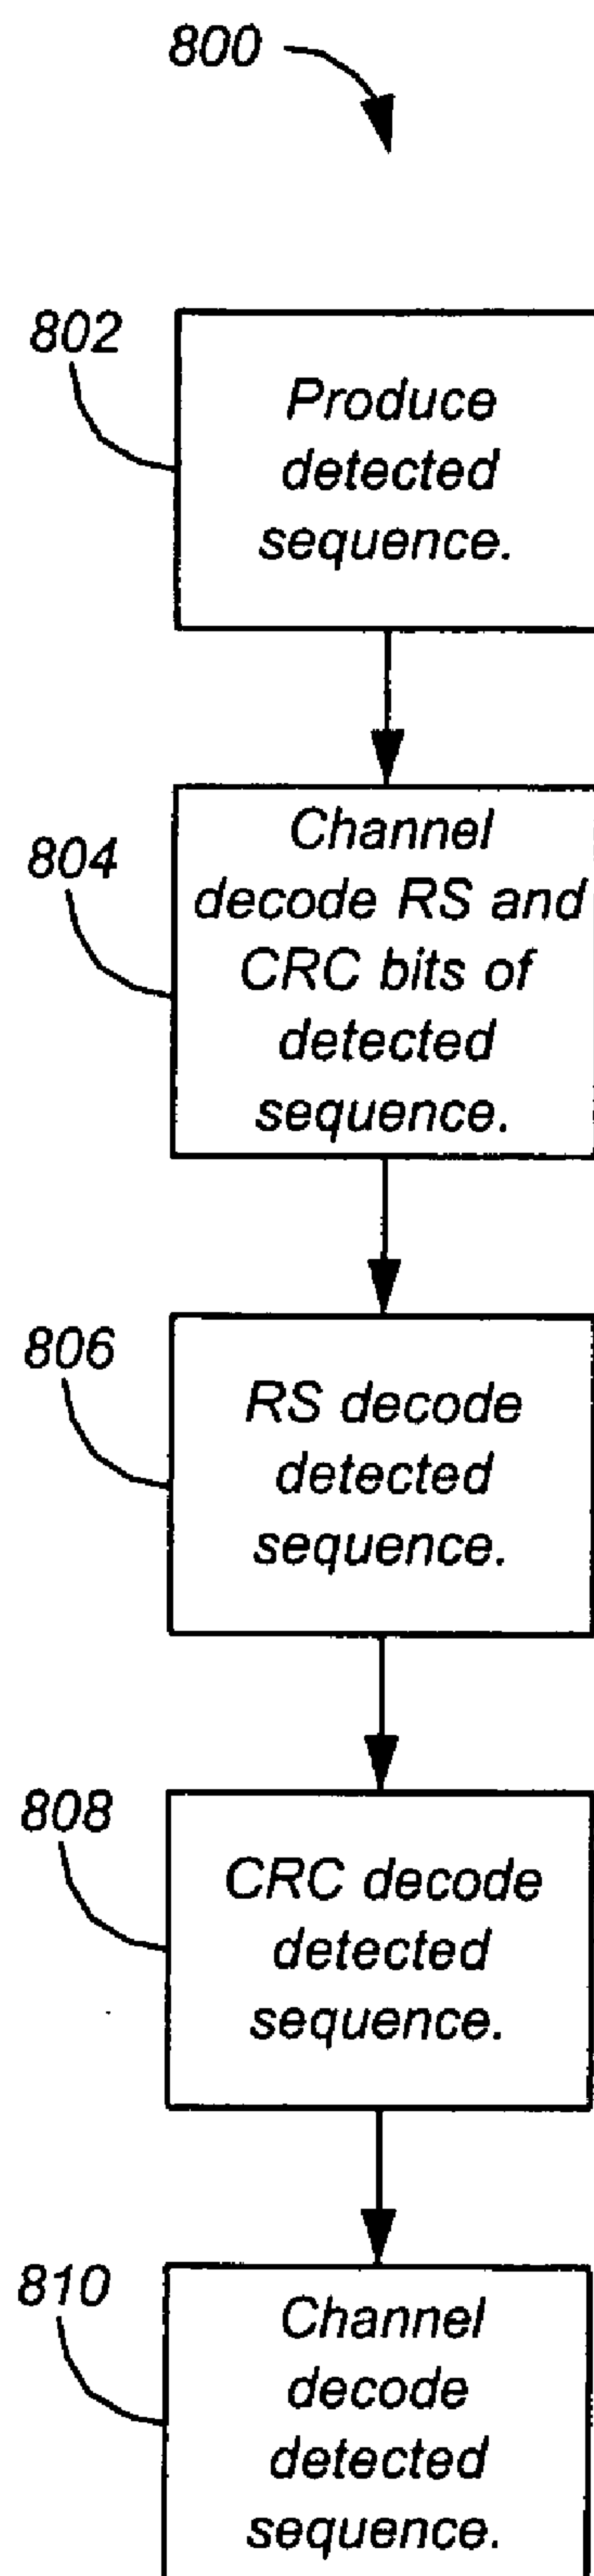 800
802
Produce
detected
sequence.
804
Channel
decode RS and
CRC bits of
detected
sequence.
806
RS decode
detected
sequence.
808
CRC decode
detected
sequence.
810
Channel
decode
detected
sequence.